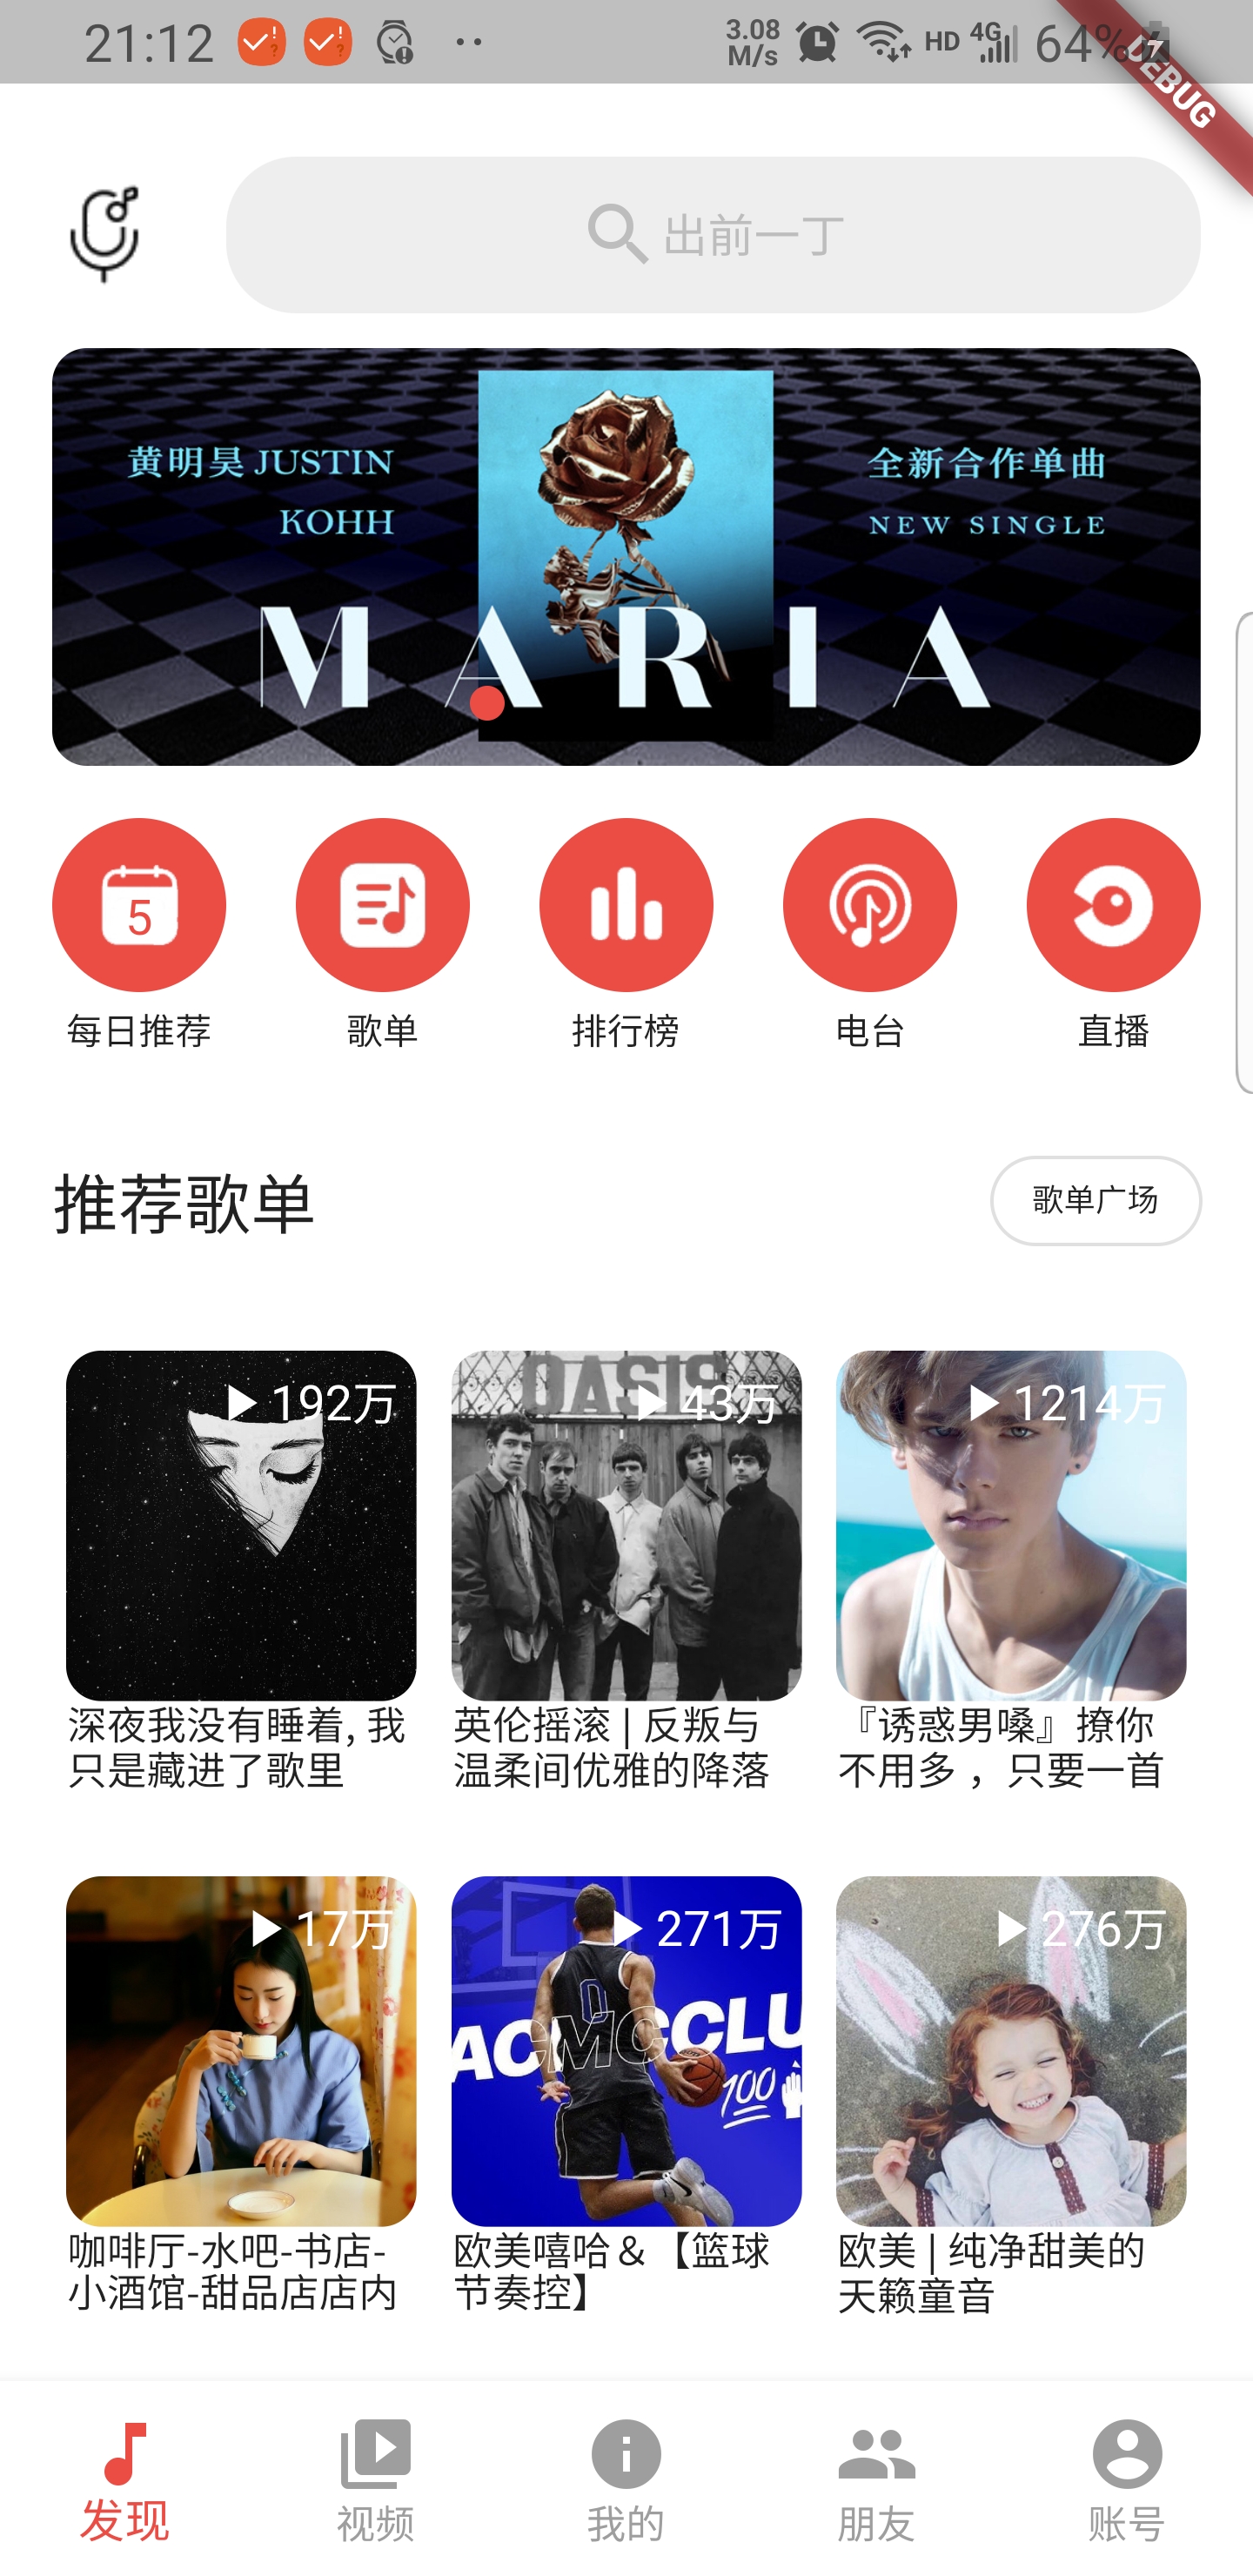 21:12
3.08
M/s
HD
4G
64%
DEBUG
出前一丁
黄明昊 JUSTIN
KOHH
全新合作单曲
NEW SINGLE
MARIA
5
每日推荐
歌单
排行榜
电台
直播
推荐歌单
歌单广场
OASIS
192万
43万
1214万
深夜我没有睡着, 我
只是藏进了歌里
英伦摇滚 | 反叛与
温柔间优雅的降落
『诱惑男嗓』撩你
不用多 ，只要一首
17万
271万
276万
0
ACMCCLU
100
咖啡厅-水吧-书店-
小酒馆-甜品店店内
欧美嘻哈＆【篮球
节奏控】
欧美 | 纯净甜美的
天籁童音
发现
视频
我的
朋友
账号